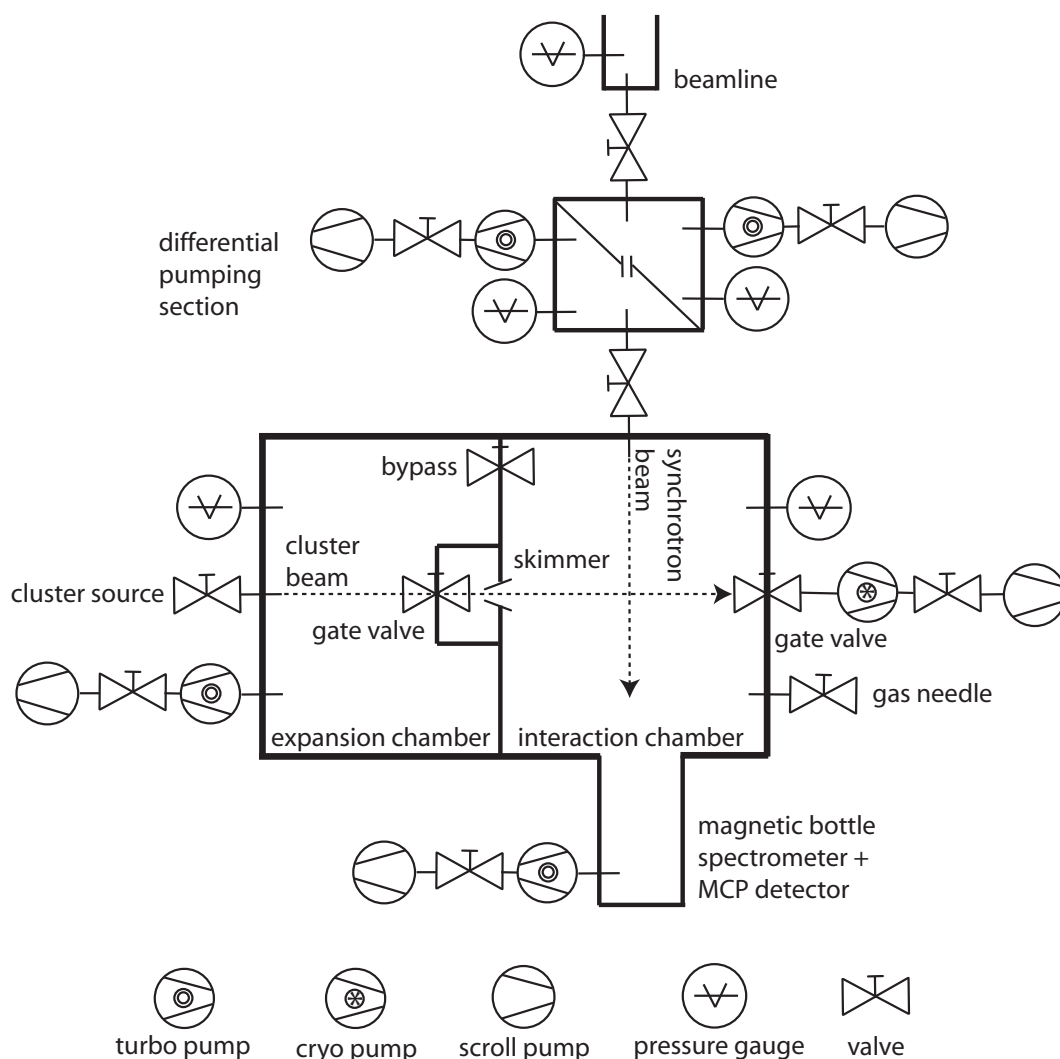 beamline
differential
pumping
section
bypass
synchrotron
beam
cluster
beam
skimmer
cluster source
gate valve
gate valve
gas needle
expansion chamber
interaction chamber
magnetic bottle
spectrometer +
MCP detector
turbo pump
cryo pump
scroll pump
pressure gauge
valve